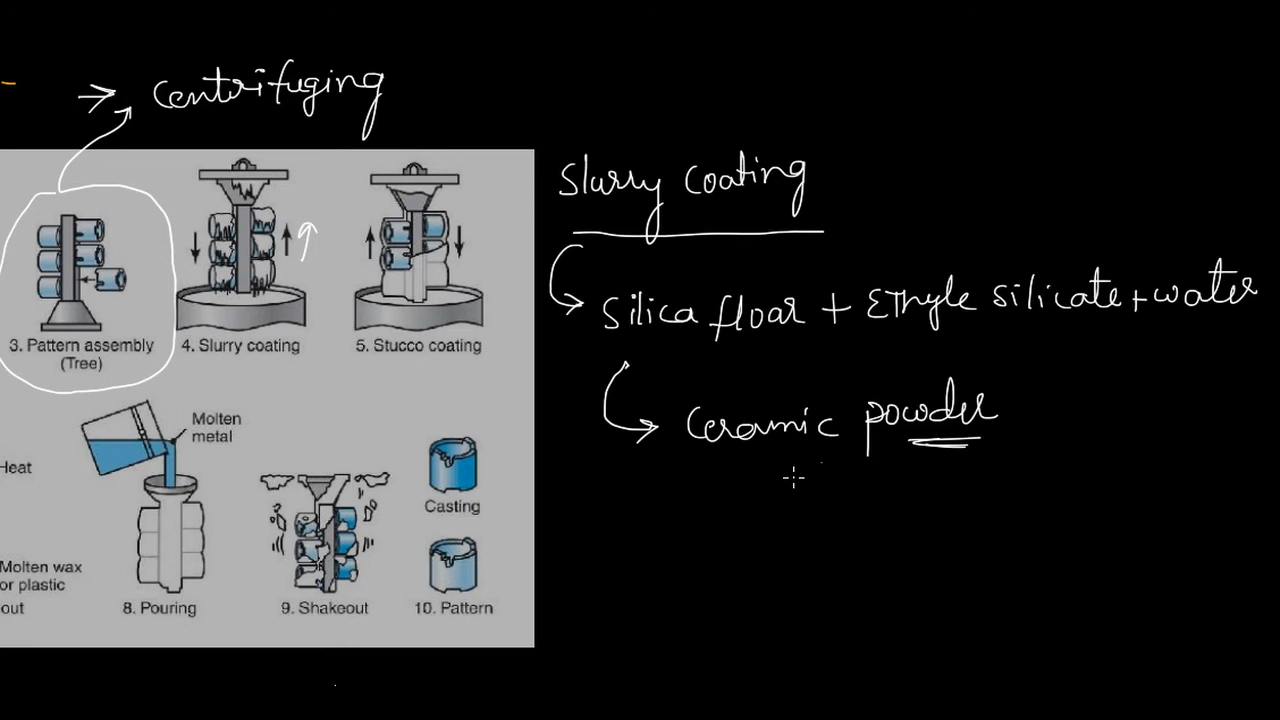 → Centrifuging
Slurry coating
Silica floar + EThyle silicate + water
Ceramic powder
3. Pattern assembly
(Tree)
4. Slurry coating
5. Stucco coating
Heat
Molten
metal
Casting
Molten wax
or plastic
out
8. Pouring
9. Shakeout
10. Pattern